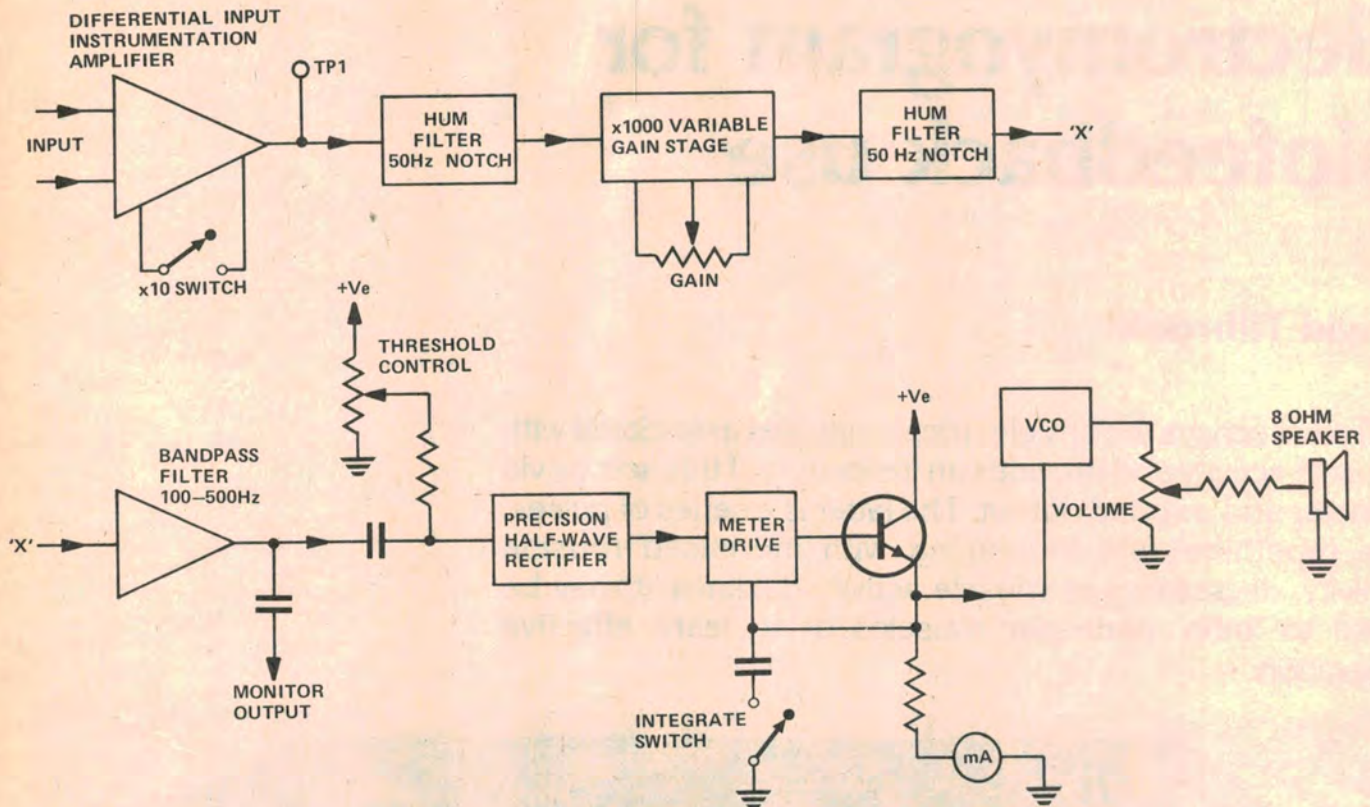 DIFFERENTIAL INPUT
INSTRUMENTATION
AMPLIFIER
TP1
INPUT
HUM
FILTER
50Hz NOTCH
x1000 VARIABLE
GAIN STAGE
HUM
FILTER
50 Hz NOTCH
'X'
x10 SWITCH
GAIN
+Ve
THRESHOLD
CONTROL
+Ve
VCO
8 OHM
SPEAKER
BANDPASS
FILTER
100–500Hz
'X'
PRECISION
HALF-WAVE
RECTIFIER
METER
DRIVE
VOLUME
MONITOR
OUTPUT
INTEGRATE
SWITCH
mA